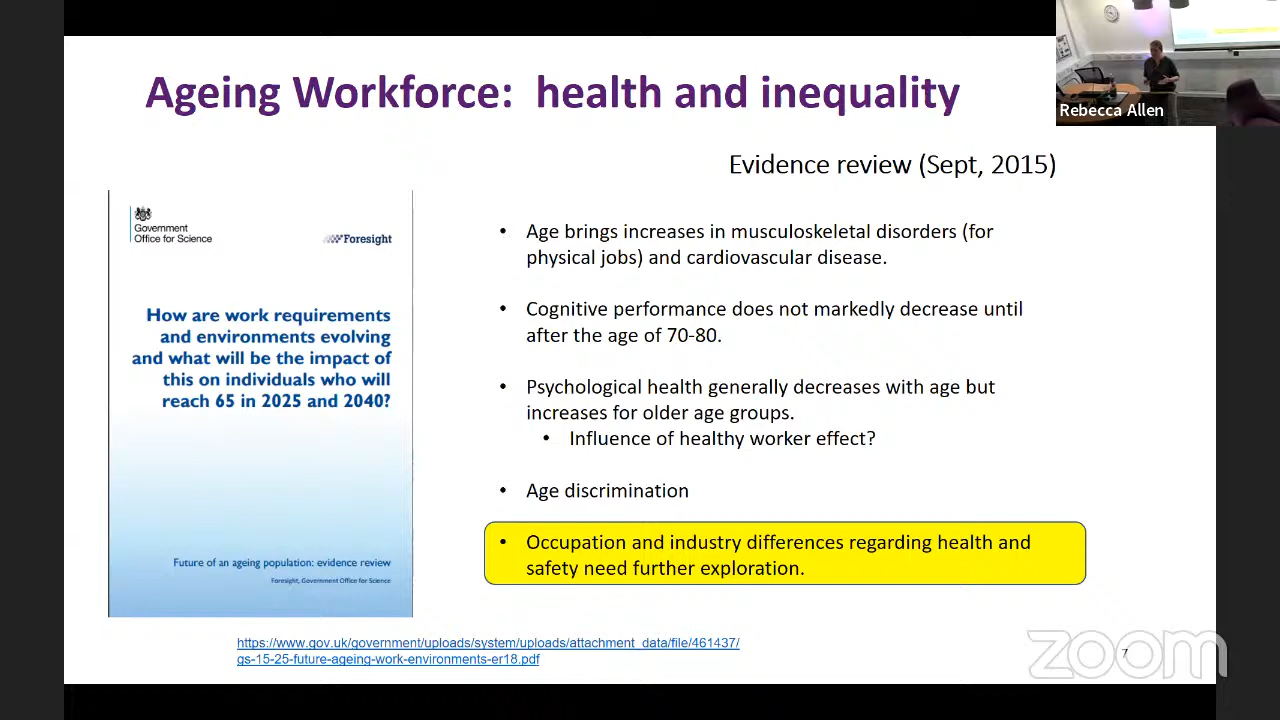 Ageing Workforce: health and inequality
Rebecca Allen
Evidence review (Sept, 2015)
Government
Office for Science
Foresight
How are work requirements
and environments evolving
and what will be the impact of
this on individuals who will
reach 65 in 2025 and 2040?
Future of an ageing population: evidence review
Foresight, Government Office for Science
• Age brings increases in musculoskeletal disorders (for
physical jobs) and cardiovascular disease.
• Cognitive performance does not markedly decrease until
after the age of 70-80.
• Psychological health generally decreases with age but
increases for older age groups.
• Influence of healthy worker effect?
• Age discrimination
• Occupation and industry differences regarding health and
safety need further exploration.
https://www.gov.uk/government/uploads/system/uploads/attachment_data/file/461437/
gs-15-25-future-ageing-work-environments-er18.pdf
7
zoom